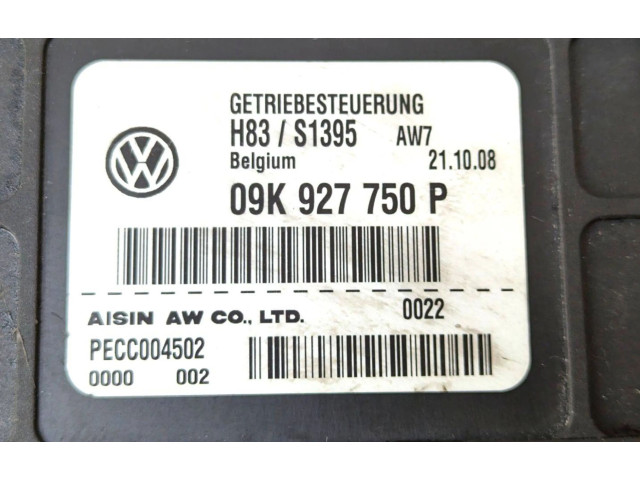 GETRIEBESTEUERUNG
H83 / S1395 AW7
Belgium 21.10.08
09K 927 750 P
AISIN AW CO., LTD. 0022
PECC004502
0000 002